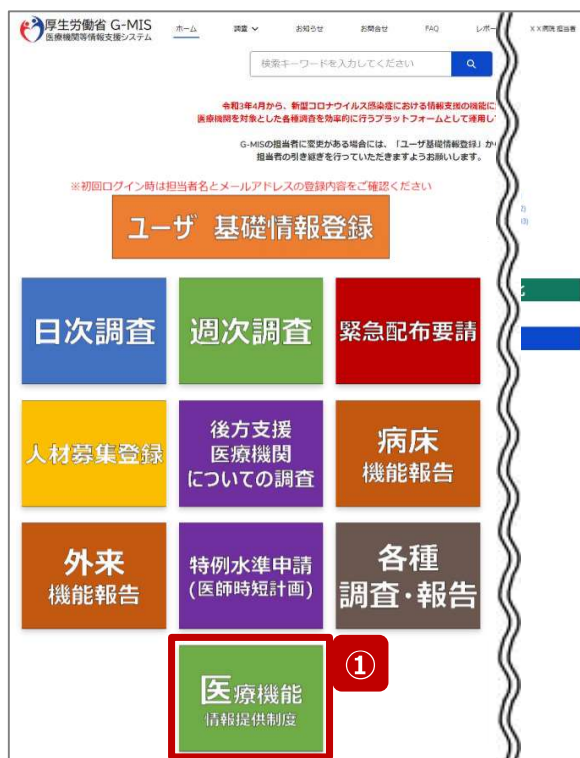 厚生労働省 G-MIS
医療機関等情報支援システム
ホーム 調査 お知らせ お問合せ FAQ レポー
××病院 担当者
検索キーワードを入力してください
令和3年4月から、新型コロナウイルス感染症における情報支援の機能に
医療機関を対象とした各種調査を効率的に行うプラットフォームとして運用し
G-MISの担当者に変更がある場合には、「ユーザ基礎情報登録」か
担当者の引き継ぎを行っていただきますようお願いします。
※初回ログイン時は担当者名とメールアドレスの登録内容をご確認ください
ユーザ 基礎情報登録
日次調査
週次調査
緊急配布要請
人材募集登録
後方支援
医療機関
についての調査
病床
機能報告
外来
機能報告
特例水準申請
(医師時短計画)
各種
調査・報告
医療機能
情報提供制度
①